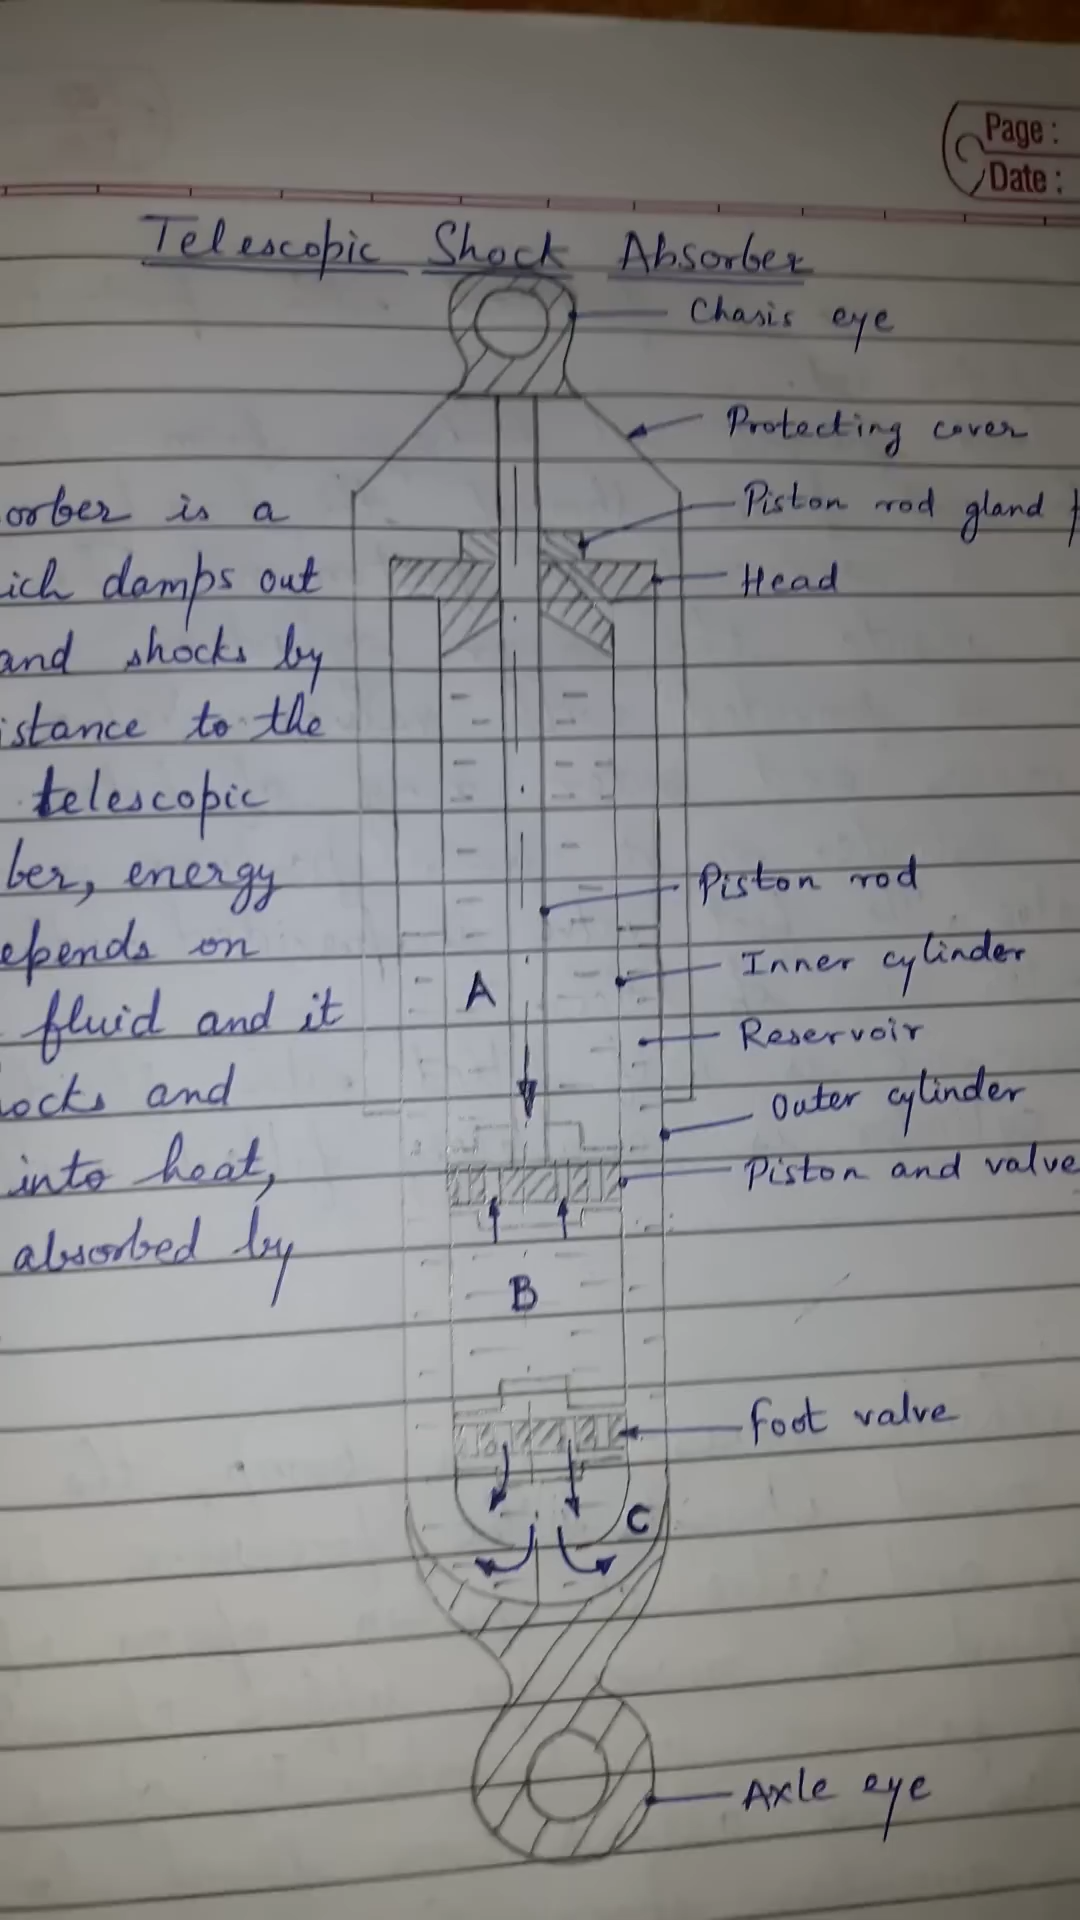 Page :
Date :
Telescopic Shock Absorber
Chasis eye
Protecting cover
Piston rod gland
Head
Piston rod
Inner cylinder
Reservoir
Outer cylinder
Piston and valve
foot valve
Axle eye
A
B
C
orber is a
ich damps out
and shocks by
istance to the
telescopic
ber, energy
epends on
fluid and it
ocks and
into heat,
absorbed by